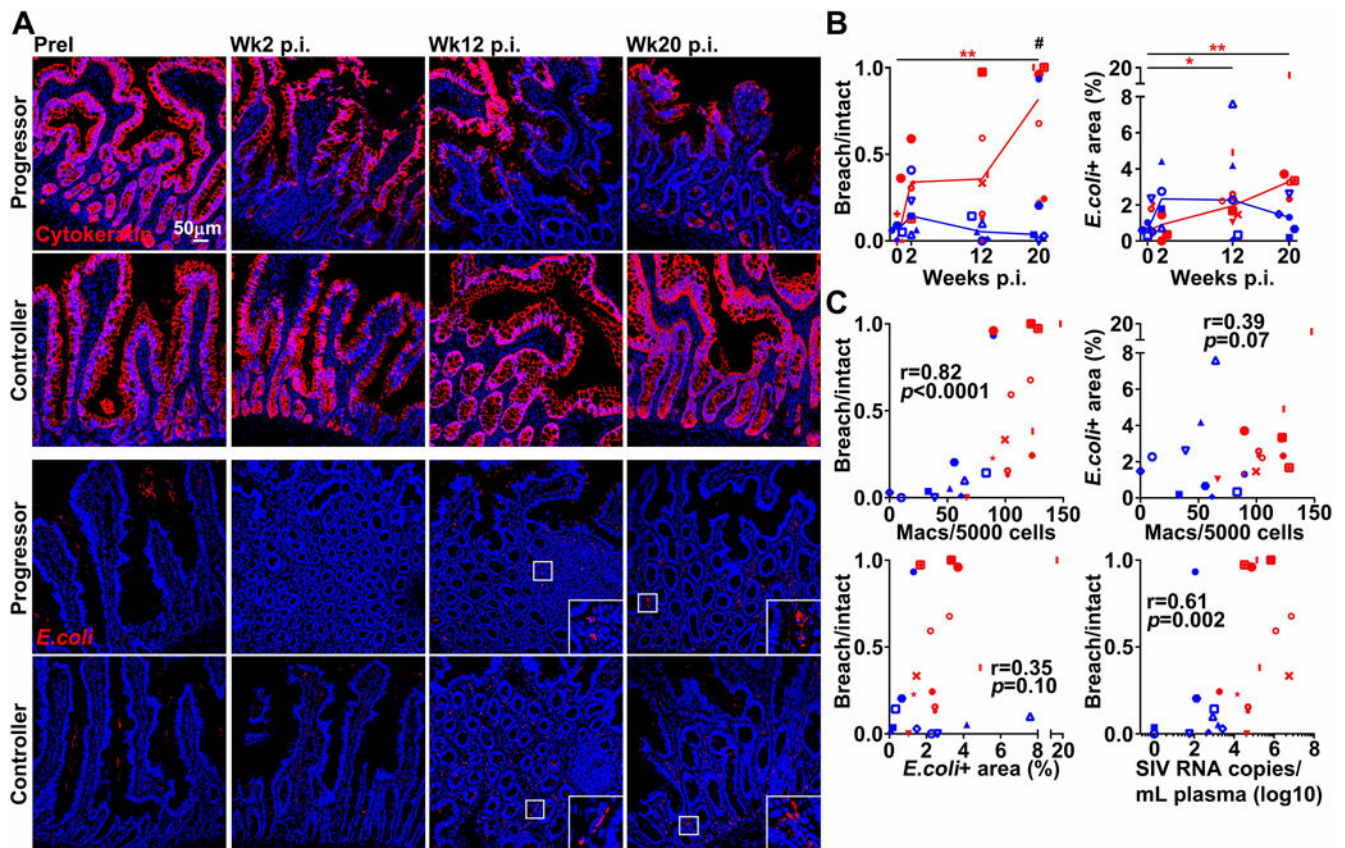 A
PreI
Wk2 p.i.
Wk12 p.i.
Wk20 p.i.
Progressor
Cytokeratin
50μm
Controller
Progressor
E.coli
Controller
B
**
#
Breach/intact
1.0
0.5
0.0
0 2 12 20
Weeks p.i.
**
*
E.coli+ area (%)
20
8
6
4
2
0
0 2 12 20
Weeks p.i.
C
Breach/intact
1.0
0.5
0.0
r=0.82
p<0.0001
0 50 100 150
Macs/5000 cells
E.coli+ area (%)
20
8
6
4
2
0
r=0.39
p=0.07
0 50 100 150
Macs/5000 cells
Breach/intact
1.0
0.5
0.0
r=0.35
p=0.10
0 2 4 6 8 20
E.coli+ area (%)
Breach/intact
1.0
0.5
0.0
r=0.61
p=0.002
0 2 4 6 8
SIV RNA copies/
mL plasma (log10)